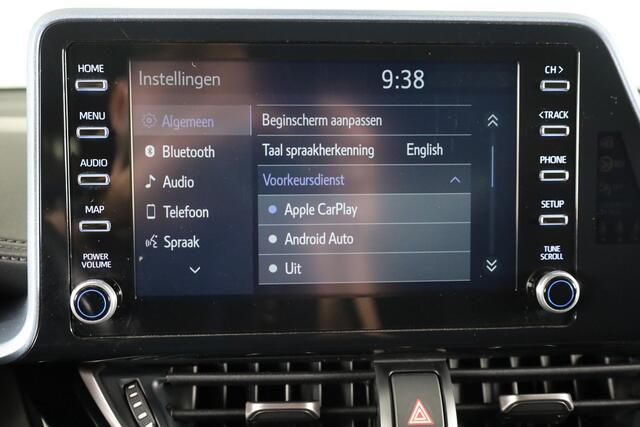 HOME
MENU
AUDIO
MAP
POWER
VOLUME
Instellingen
9:38
Algemeen
Bluetooth
Audio
Telefoon
Spraak
Beginscherm aanpassen
Taal spraakherkenning English
Voorkeursdienst
Apple CarPlay
Android Auto
Uit
CH >
< TRACK
PHONE
SETUP
TUNE
SCROLL